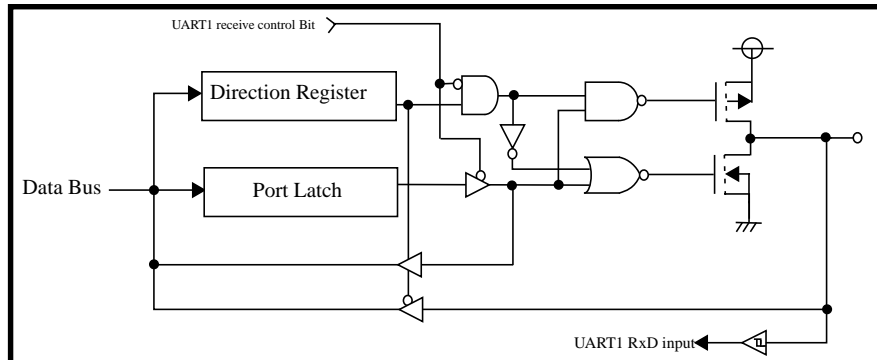 UART1 receive control Bit
Direction Register
Data Bus
Port Latch
UART1 RxD input